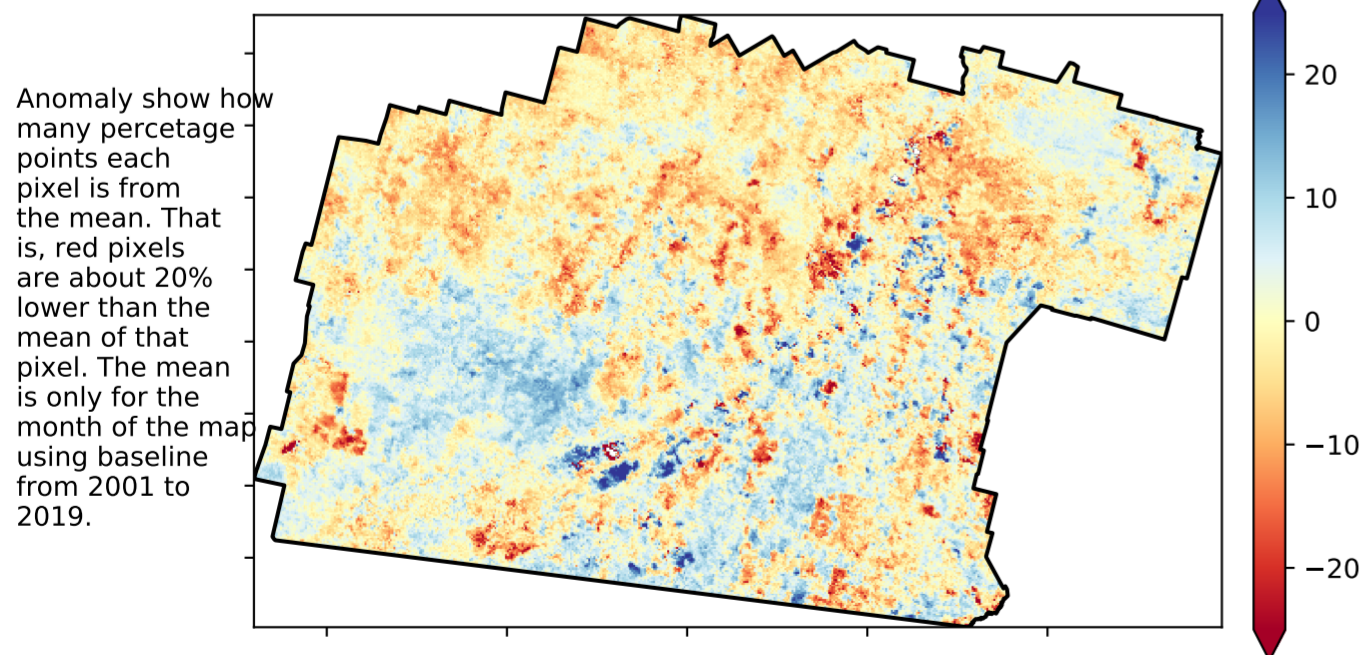 Anomaly show how
many percetage
points each
pixel is from
the mean. That
is, red pixels
are about 20%
lower than the
mean of that
pixel. The mean
is only for the
month of the map
using baseline
from 2001 to
2019.
20
10
0
−10
−20